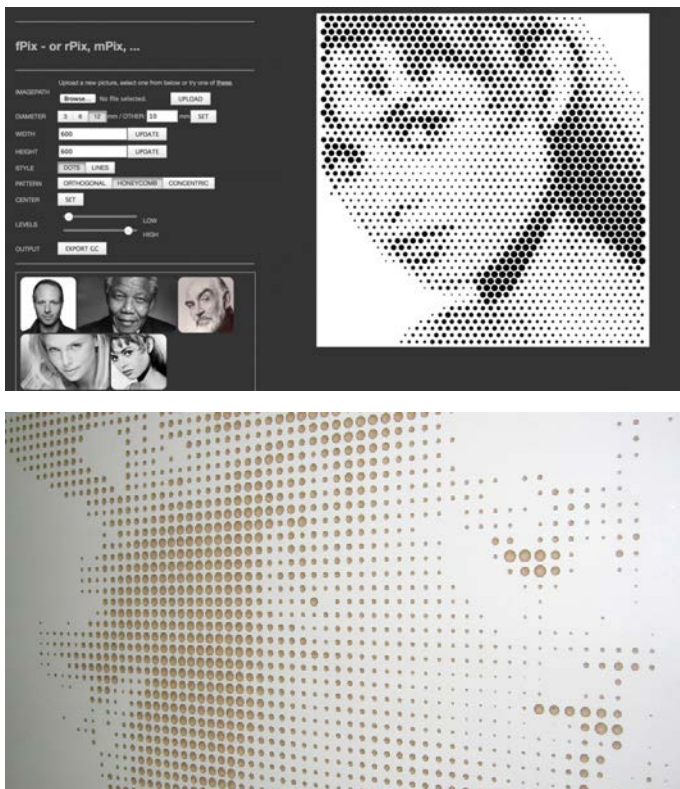 fPix - or rPix, mPix, ...
Upload a new picture, select one from below or try one of these.
IMAGEPATH Browse... No file selected. UPLOAD
DIAMETER 3 6 12 mm / OTHER: 10 mm SET
WIDTH 600 UPDATE
HEIGHT 600 UPDATE
STYLE DOTS LINES
PATTERN ORTHOGONAL HONEYCOMB CONCENTRIC
CENTER SET
LEVELS LOW
HIGH
OUTPUT EXPORT GC